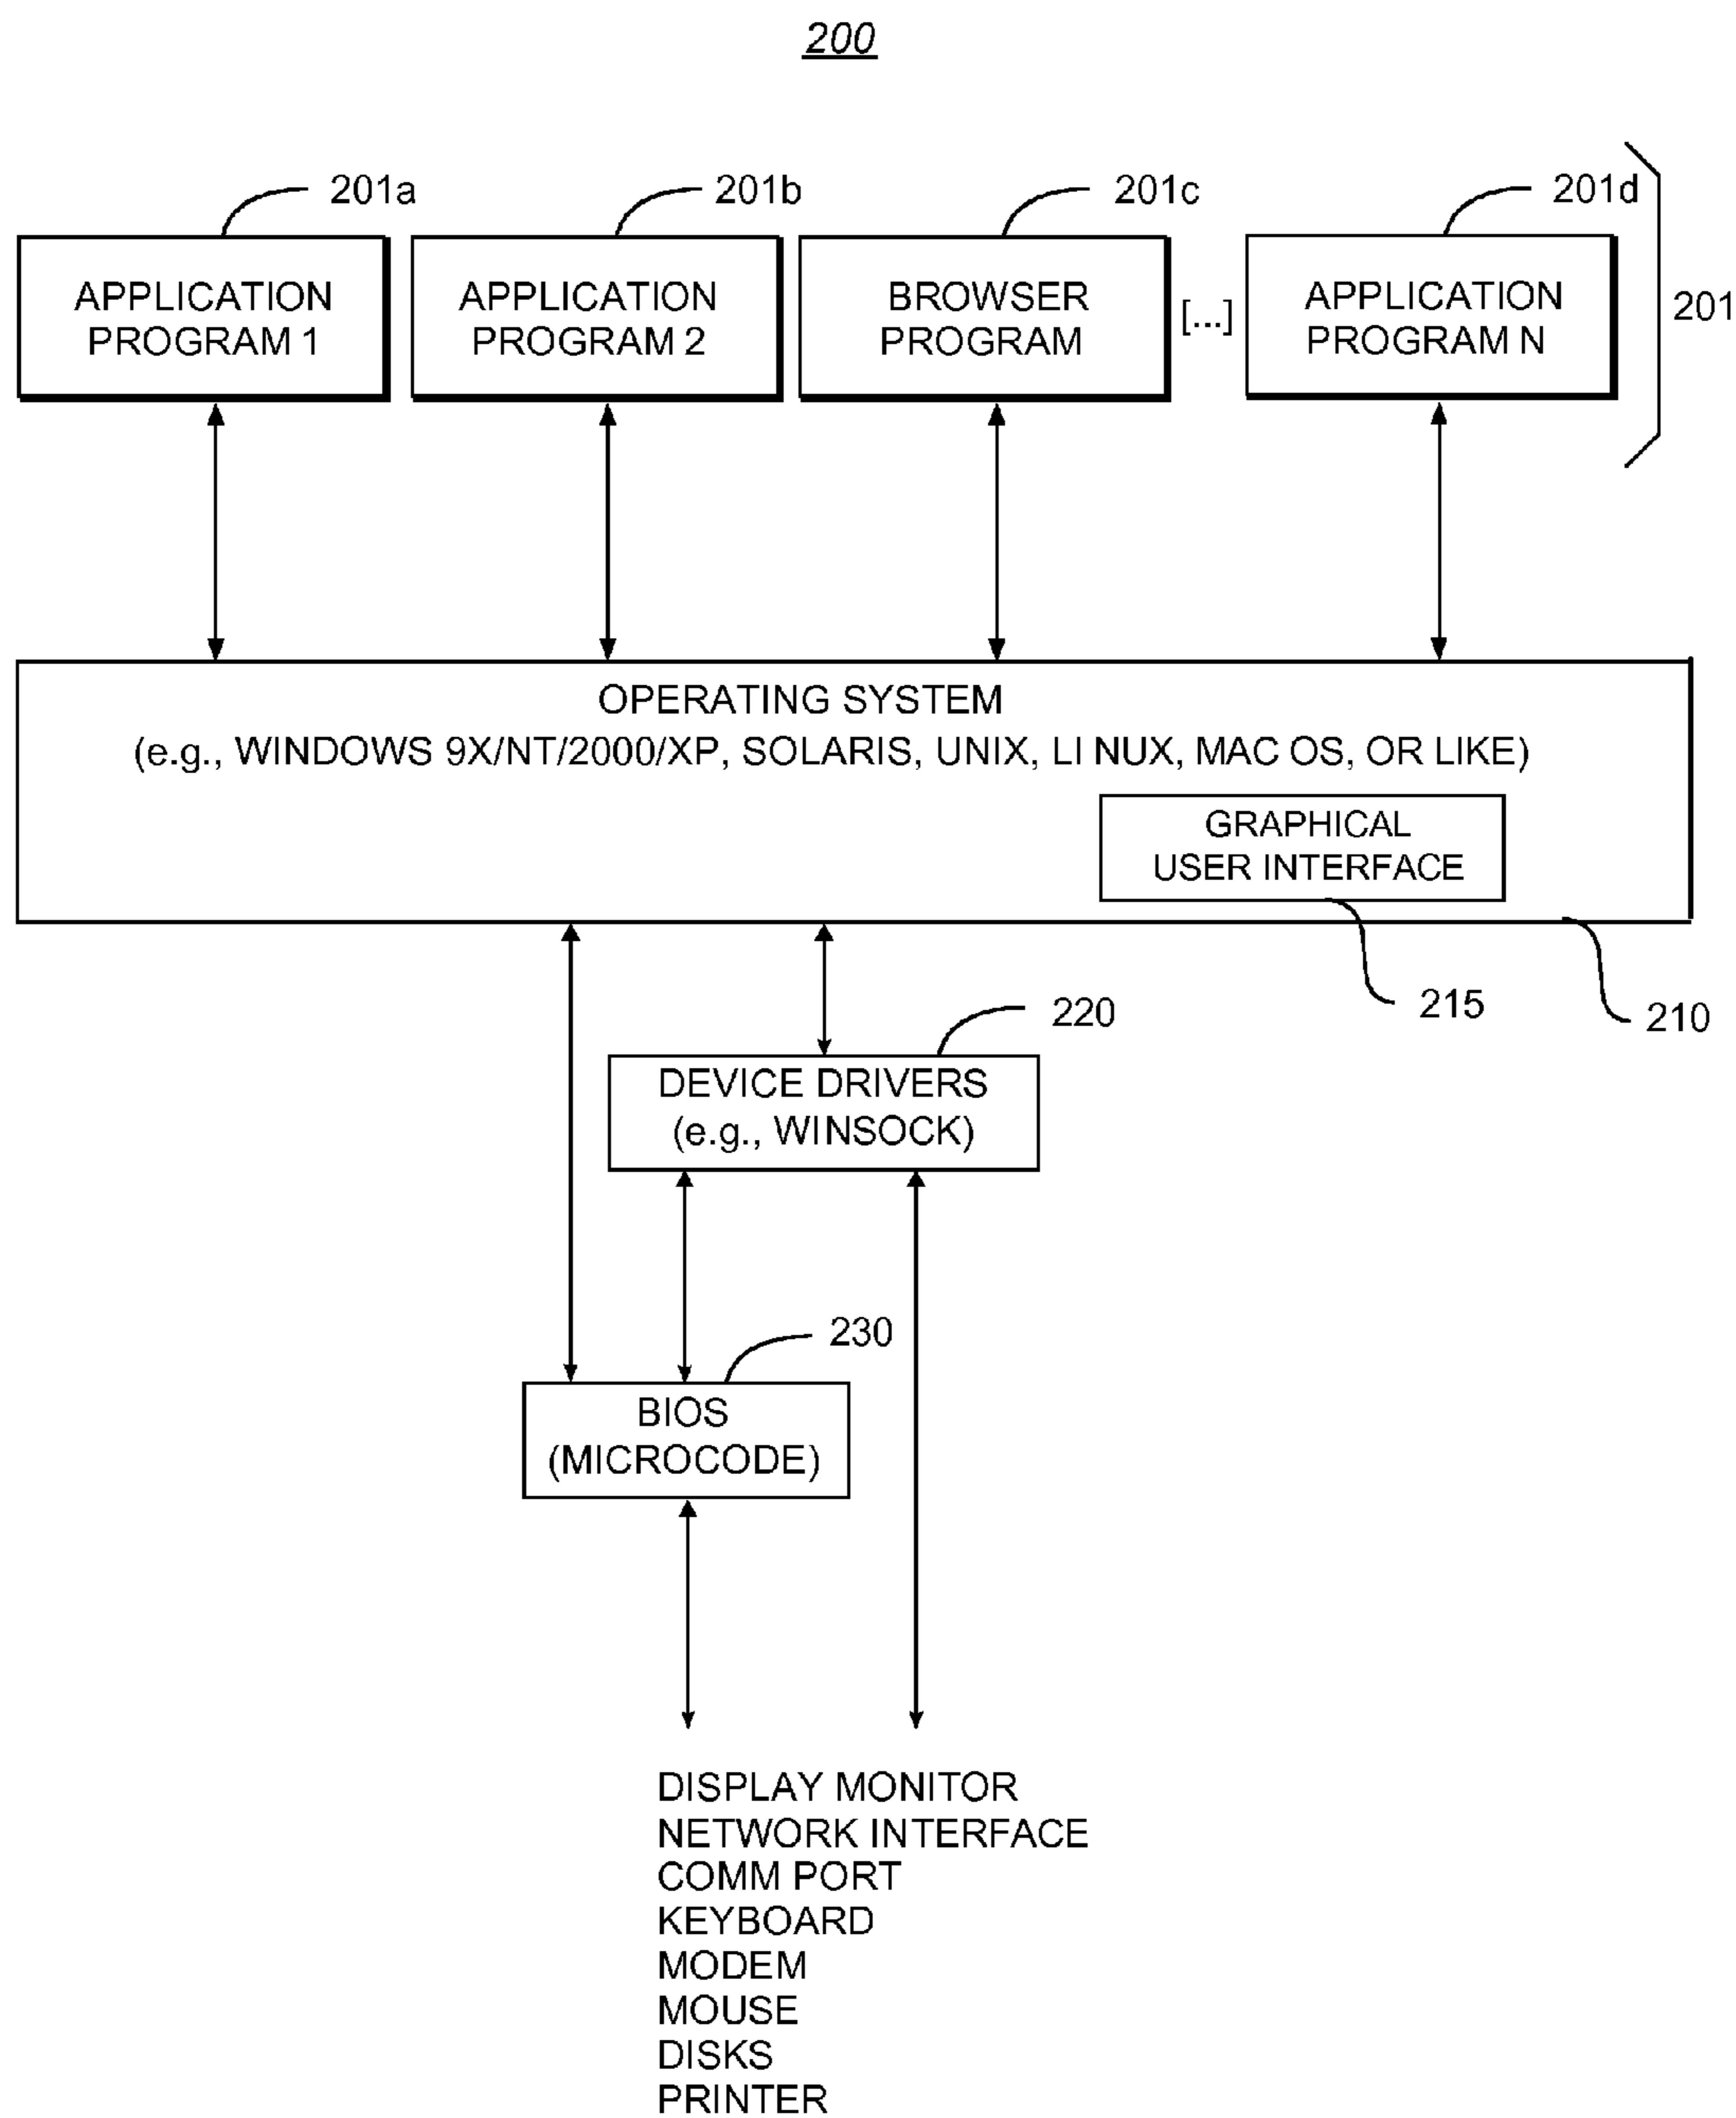 200
201a
201b
201c
201d
APPLICATION
PROGRAM 1
APPLICATION
PROGRAM 2
BROWSER
PROGRAM
[...]
APPLICATION
PROGRAM N
201
OPERATING SYSTEM
(e.g., WINDOWS 9X/NT/2000/XP, SOLARIS, UNIX, LI NUX, MAC OS, OR LIKE)
GRAPHICAL
USER INTERFACE
215
210
220
DEVICE DRIVERS
(e.g., WINSOCK)
230
BIOS
(MICROCODE)
DISPLAY MONITOR
NETWORK INTERFACE
COMM PORT
KEYBOARD
MODEM
MOUSE
DISKS
PRINTER